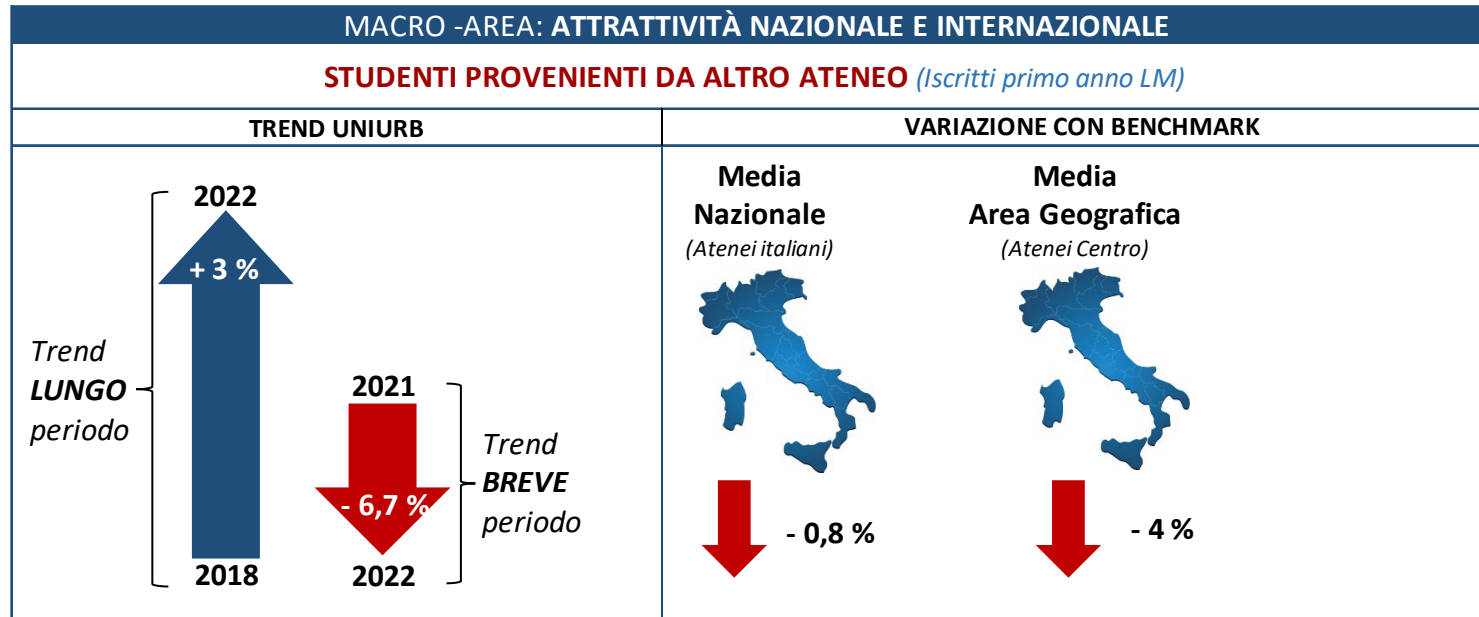 MACRO -AREA: ATTRATTIVITÀ NAZIONALE E INTERNAZIONALE
STUDENTI PROVENIENTI DA ALTRO ATENEO (Iscritti primo anno LM)
TREND UNIURB
2022
+ 3 %
Trend
LUNGO
periodo
2018
2021
- 6,7 %
2022
Trend
BREVE
periodo
VARIAZIONE CON BENCHMARK
Media
Nazionale
(Atenei italiani)
- 0,8 %
Media
Area Geografica
(Atenei Centro)
- 4 %